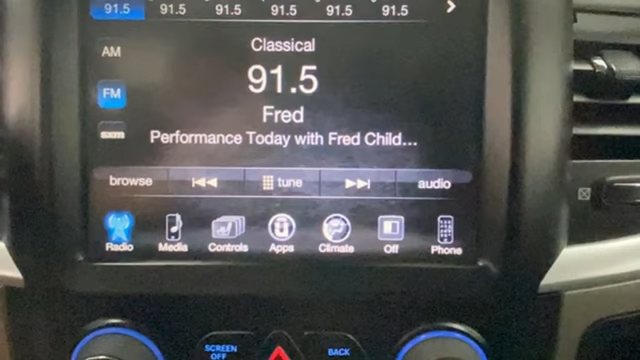 91.5 91.5 91.5 91.5 91.5 91.5
Classical
AM
91.5
FM
Fred
sxm
Performance Today with Fred Child...
browse tune audio
Radio Media Controls Apps Climate Off Phone
SCREEN
OFF
BACK